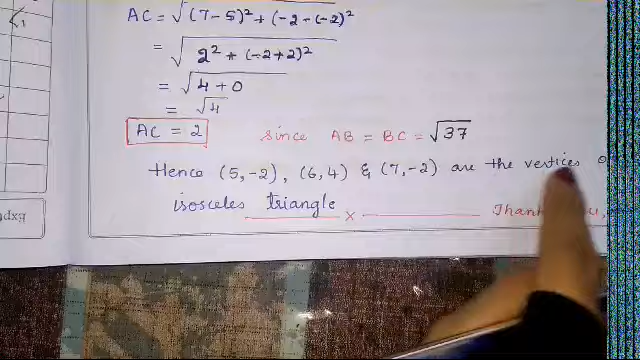 AC = √(7-5)² + (-2-(-2)²
= √2² + (-2+2)²
= √4+0
= √4
AC = 2 since AB = BC = √37
Hence (5,-2), (6,4) & (7,-2) are the vertices
isosceles triangle